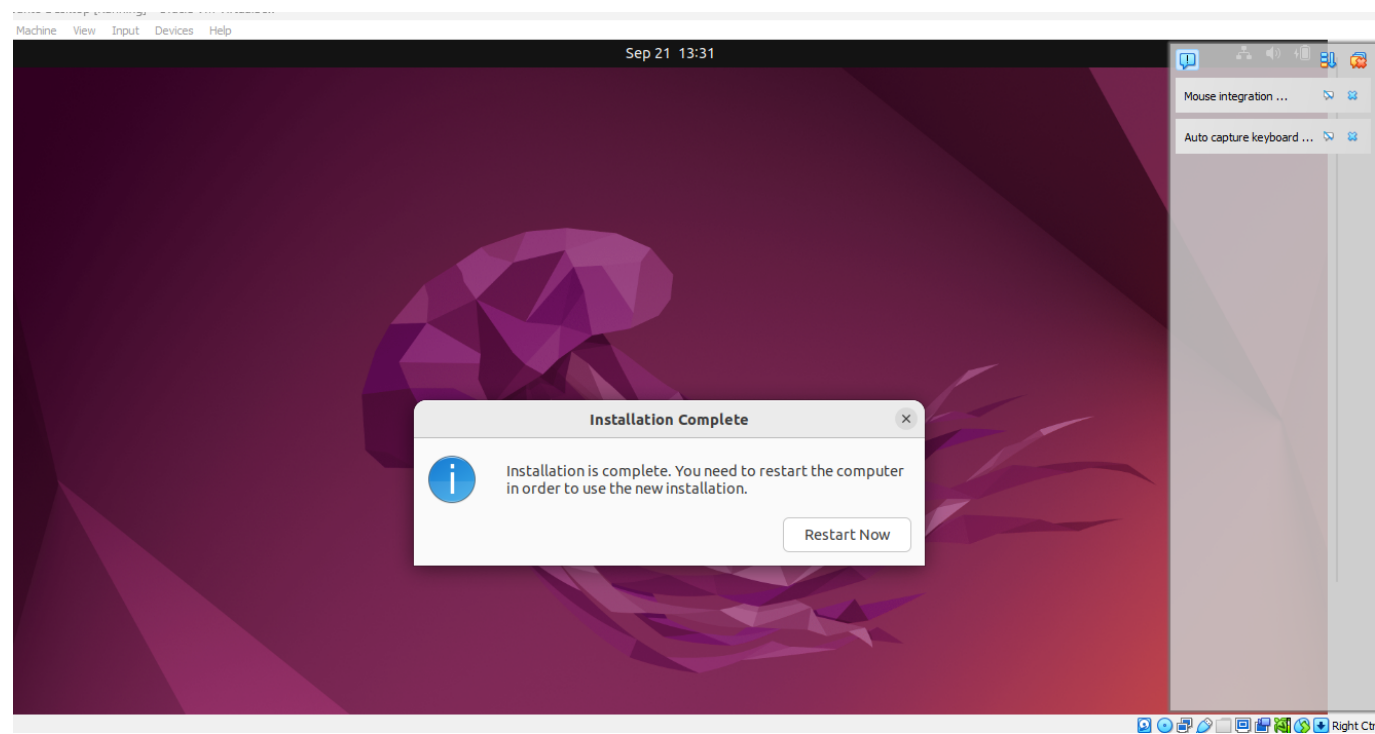 Machine View Input Devices Help
Sep 21 13:31
Mouse integration ...
Auto capture keyboard ...
Installation Complete
Installation is complete. You need to restart the computer
in order to use the new installation.
Restart Now
Right Ctr